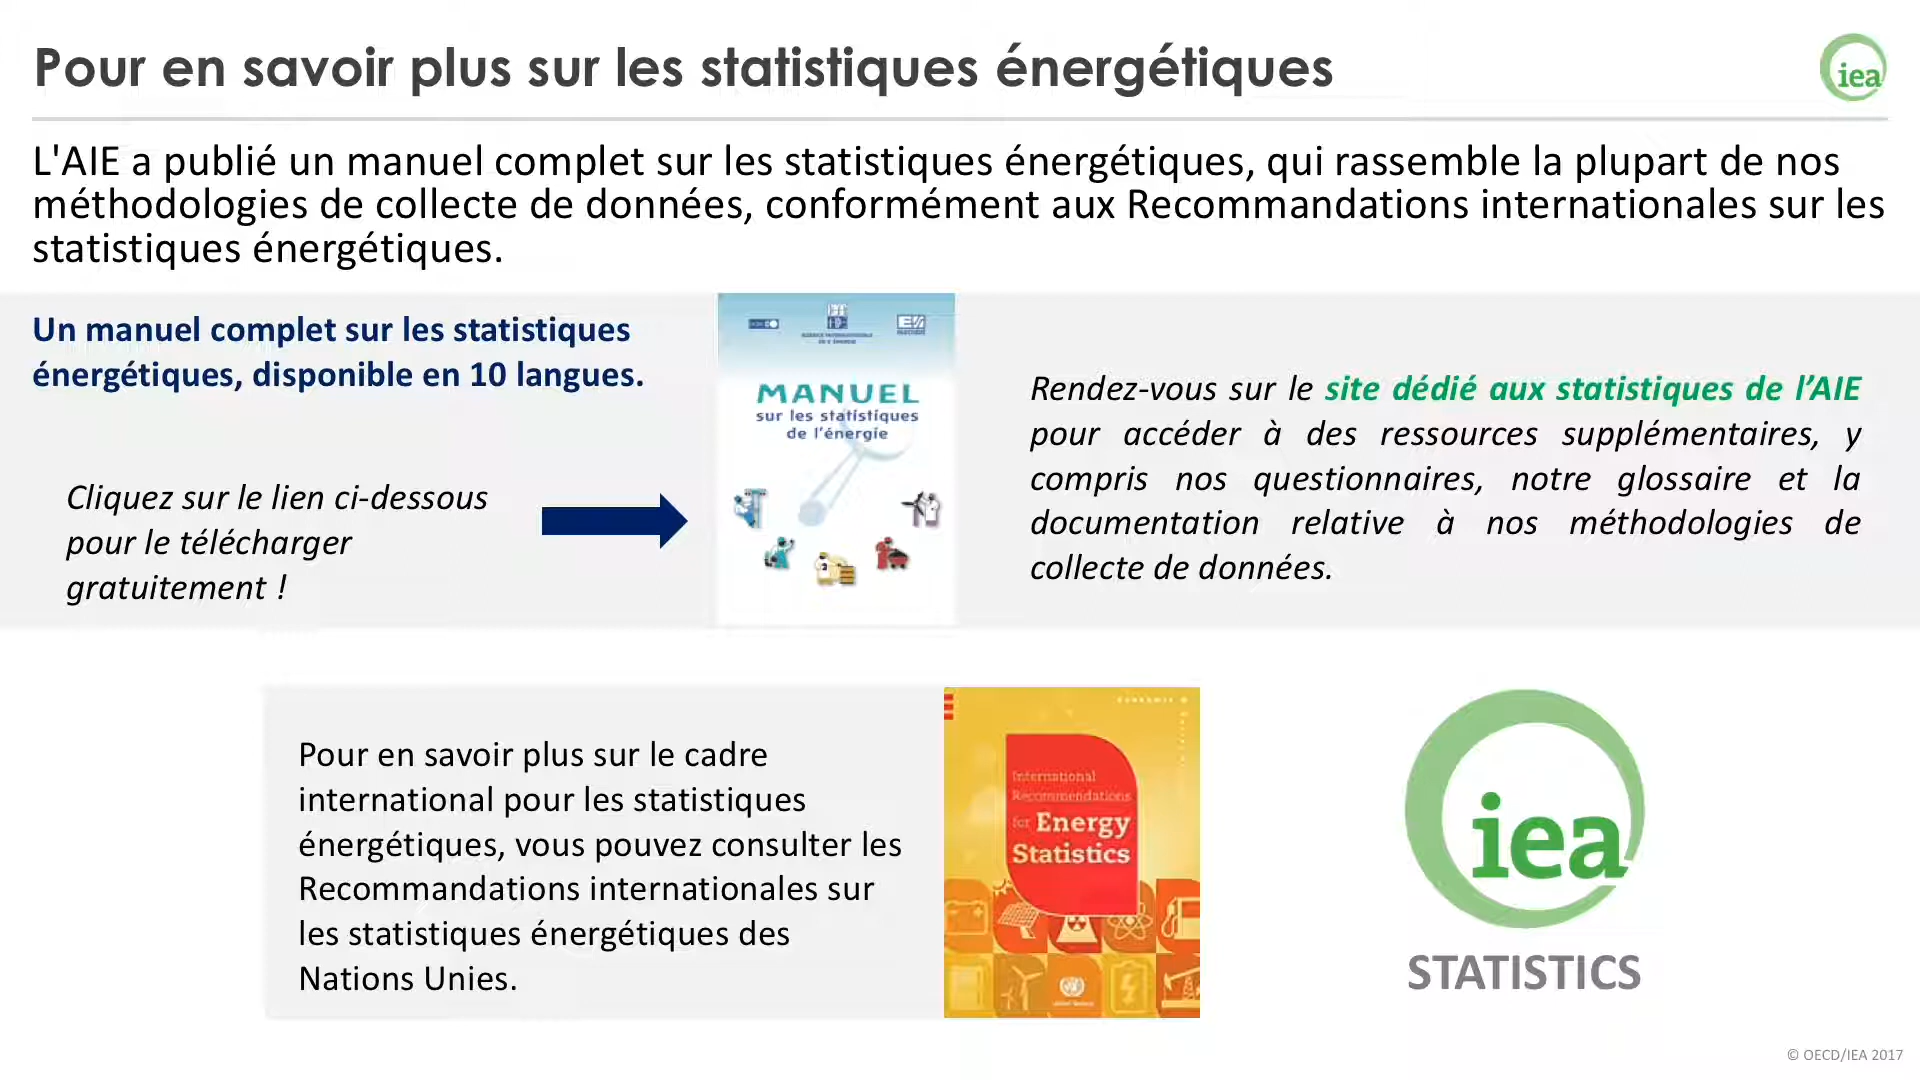 Pour en savoir plus sur les statistiques énergétiques
iea
L'AIE a publié un manuel complet sur les statistiques énergétiques, qui rassemble la plupart de nos
méthodologies de collecte de données, conformément aux Recommandations internationales sur les
statistiques énergétiques.
Un manuel complet sur les statistiques
énergétiques, disponible en 10 langues.
Cliquez sur le lien ci-dessous
pour le télécharger
gratuitement !
MANUEL
sur les statistiques
de l'énergie
Rendez-vous sur le site dédié aux statistiques de l’AIE
pour accéder à des ressources supplémentaires, y
compris nos questionnaires, notre glossaire et la
documentation relative à nos méthodologies de
collecte de données.
Pour en savoir plus sur le cadre
international pour les statistiques
énergétiques, vous pouvez consulter les
Recommandations internationales sur
les statistiques énergétiques des
Nations Unies.
International
Recommendations
for Energy
Statistics
iea
STATISTICS
© OECD/IEA 2017